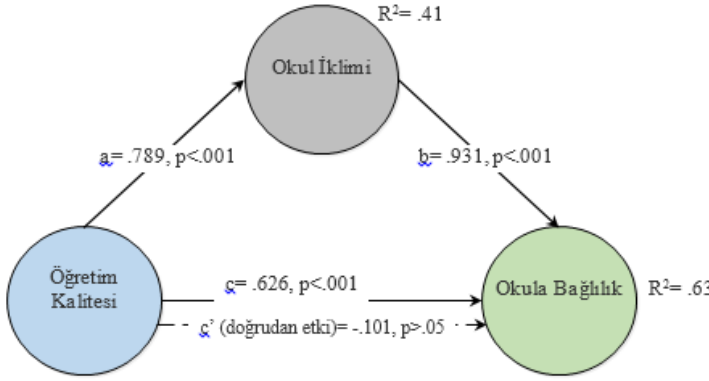 R²= .41
Okul İklimi
a= .789, p<.001
b= .931, p<.001
Öğretim
Kalitesi
c= .626, p<.001
c’ (doğrudan etki)= -.101, p>.05
Okula Bağlılık
R²= .63